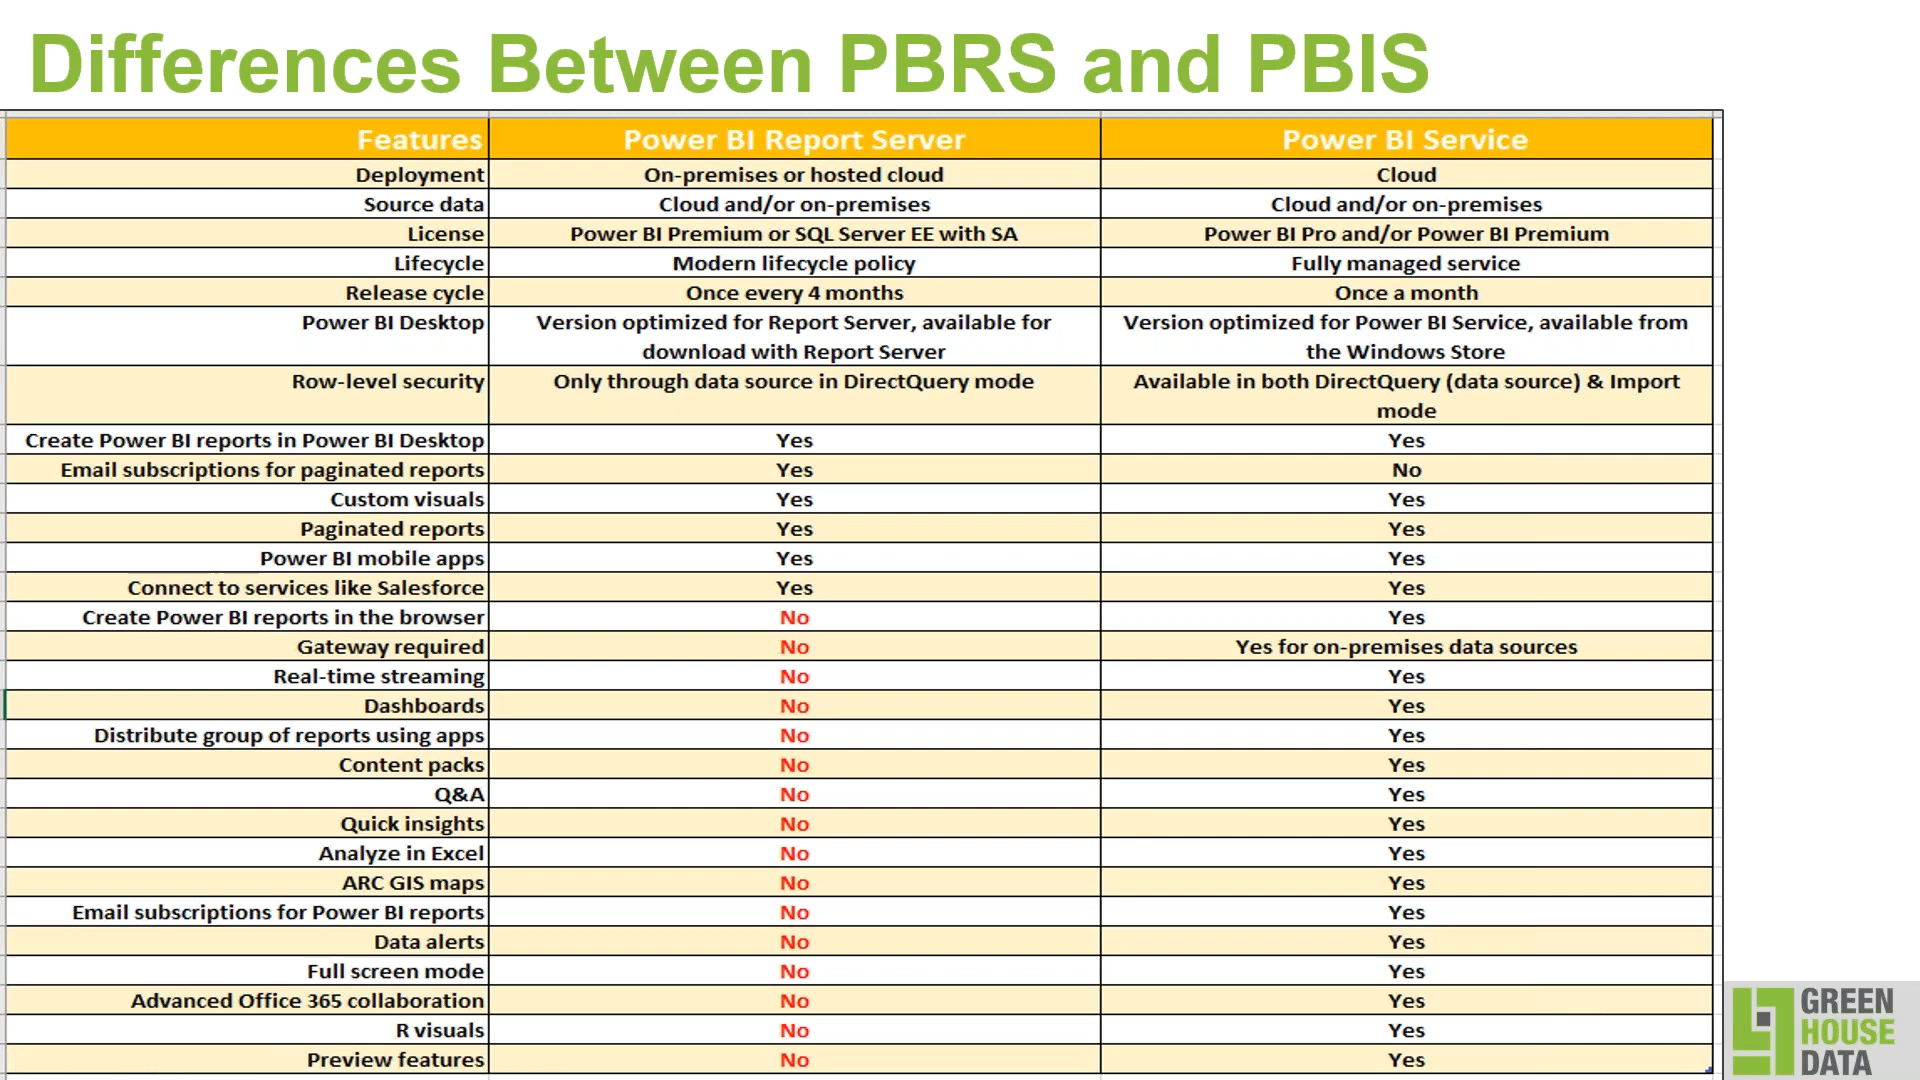 Differences Between PBRS and PBIS
Features Power BI Report Server Power BI Service
Deployment On-premises or hosted cloud Cloud
Source data Cloud and/or on-premises Cloud and/or on-premises
License Power BI Premium or SQL Server EE with SA Power BI Pro and/or Power BI Premium
Lifecycle Modern lifecycle policy Fully managed service
Release cycle Once every 4 months Once a month
Power BI Desktop Version optimized for Report Server, available for Version optimized for Power BI Service, available from
download with Report Server the Windows Store
Row-level security Only through data source in DirectQuery mode Available in both DirectQuery (data source) & Import
mode
Create Power BI reports in Power BI Desktop Yes Yes
Email subscriptions for paginated reports Yes No
Custom visuals Yes Yes
Paginated reports Yes Yes
Power BI mobile apps Yes Yes
Connect to services like Salesforce Yes Yes
Create Power BI reports in the browser No Yes
Gateway required No Yes for on-premises data sources
Real-time streaming No Yes
Dashboards No Yes
Distribute group of reports using apps No Yes
Content packs No Yes
Q&A No Yes
Quick insights No Yes
Analyze in Excel No Yes
ARC GIS maps No Yes
Email subscriptions for Power BI reports No Yes
Data alerts No Yes
Full screen mode No Yes
Advanced Office 365 collaboration No Yes
R visuals No Yes
Preview features No Yes
GREEN
HOUSE
DATA